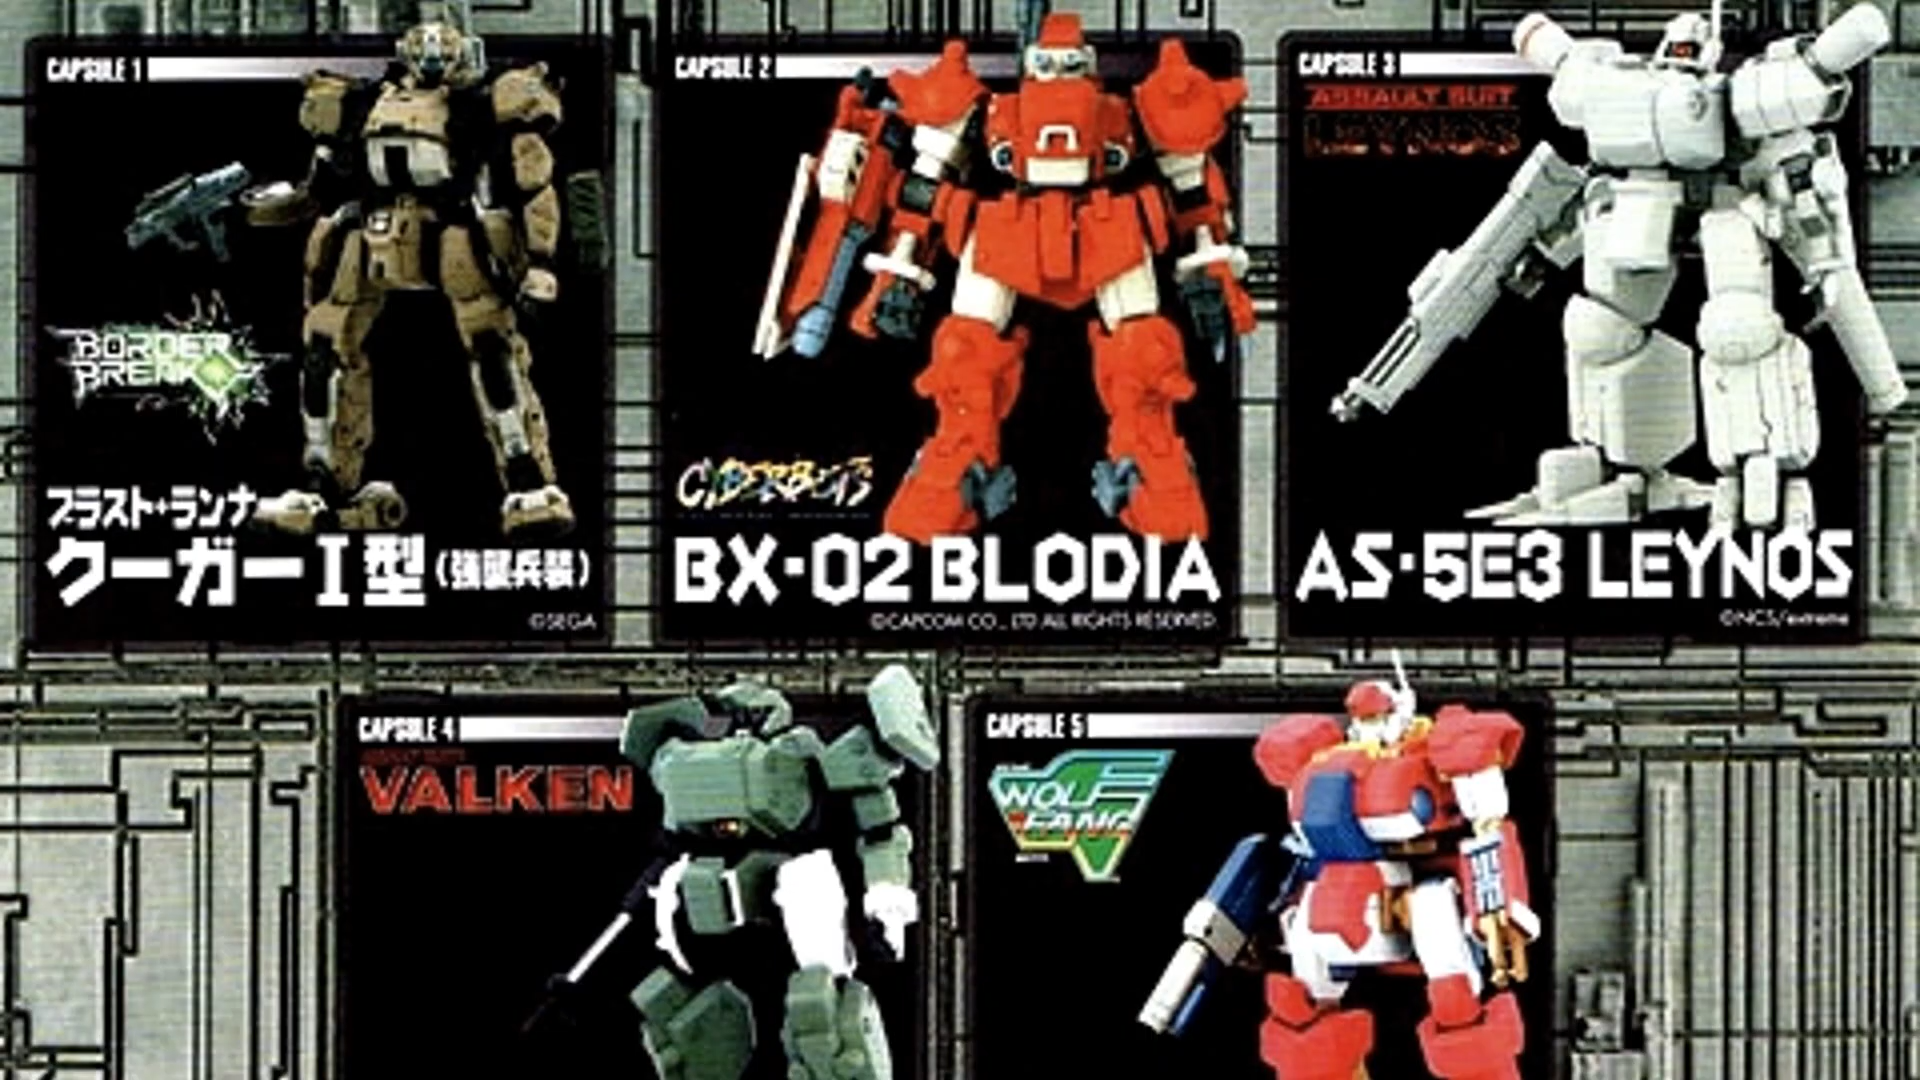 CAPSULE 1
BORDER
BREAK
ブラスト・ランナー
クーガーI型(強襲兵装)
©SEGA
CAPSULE 2
CYBERBOTS
BX-02 BLODIA
©CAPCOM CO., LTD ALL RIGHTS RESERVED.
CAPSULE 3
ASSAULT SUIT
LEYNOS
AS-5E3 LEYNOS
©NCS/extreme
CAPSULE 4
VALKEN
CAPSULE 5
WOLF
FANG